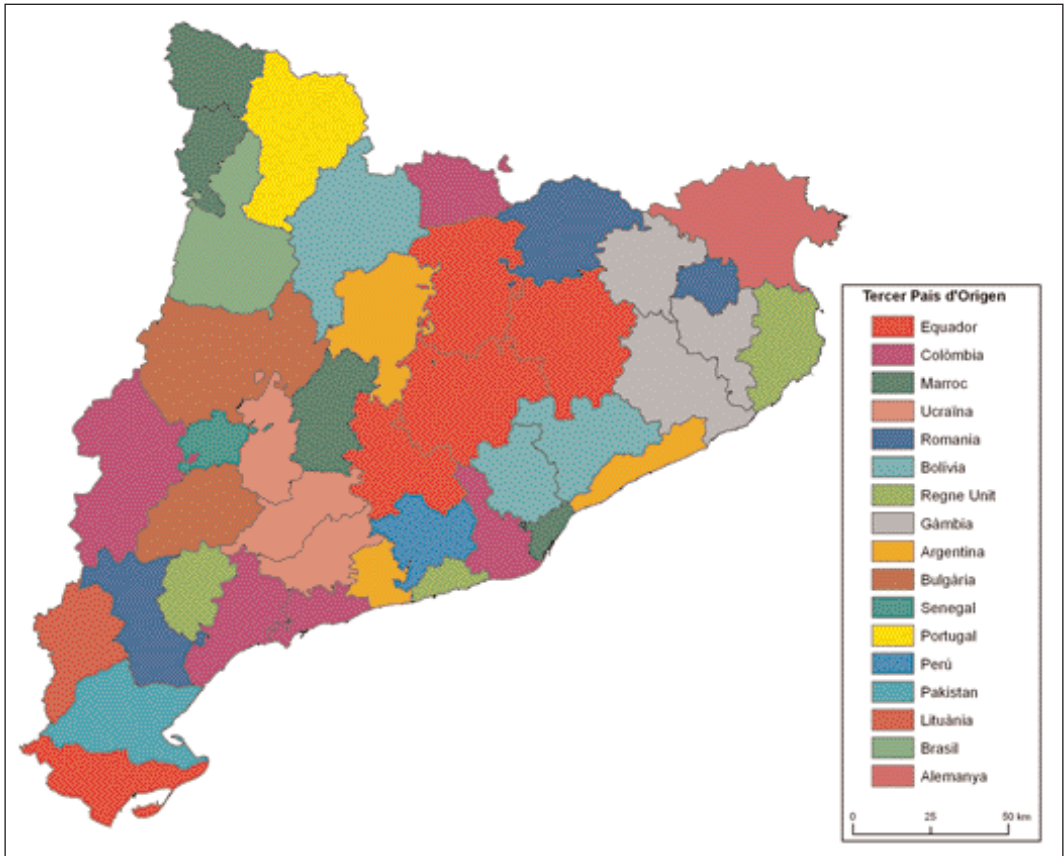 Tercer Pais d'Origen
Equador
Colòmbia
Marroc
Ucraïna
Romania
Bolívia
Regne Unit
Gàmbia
Argentina
Bulgària
Senegal
Portugal
Perú
Pakistan
Lituània
Brasil
Alemanya
0 25 50 km